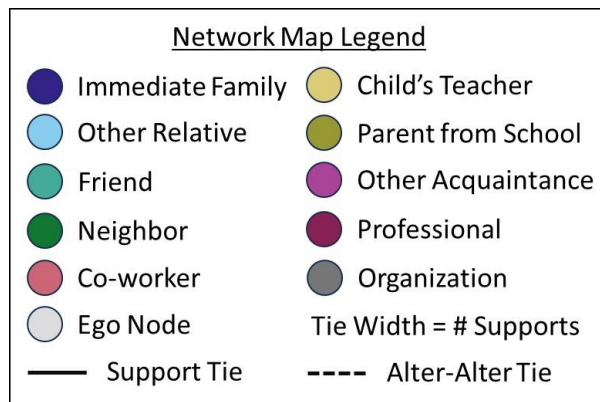 Network Map Legend
Immediate Family
Child's Teacher
Other Relative
Parent from School
Friend
Other Acquaintance
Neighbor
Professional
Co-worker
Organization
Ego Node
Tie Width = # Supports
Support Tie
Alter-Alter Tie